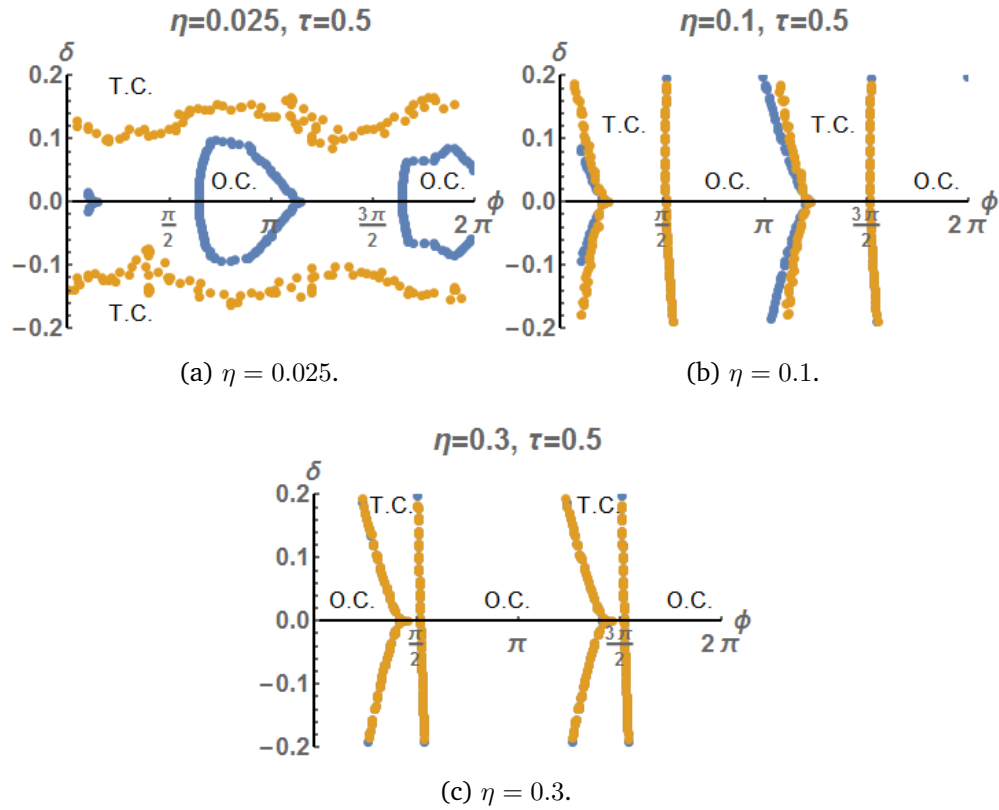 η=0.025, τ=0.5
δ
0.2
T.C.
0.1
O.C.
O.C.
0.0
ϕ
π/2
π
3π/2
2π
−0.1
T.C.
−0.2
(a) η = 0.025.
η=0.1, τ=0.5
δ
0.2
T.C.
T.C.
0.1
O.C.
O.C.
0.0
ϕ
π/2
π
3π/2
2π
−0.1
−0.2
(b) η = 0.1.
η=0.3, τ=0.5
δ
0.2
T.C.
T.C.
0.1
O.C.
O.C.
O.C.
0.0
ϕ
π/2
π
3π/2
2π
−0.1
−0.2
(c) η = 0.3.